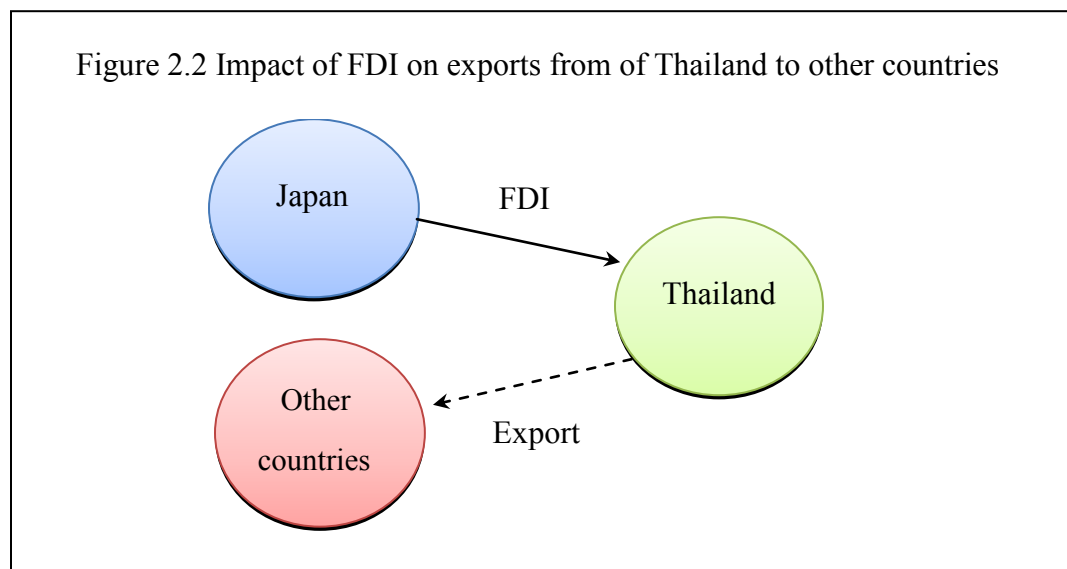 Figure 2.2 Impact of FDI on exports from of Thailand to other countries
Japan
FDI
Thailand
Other
countries
Export